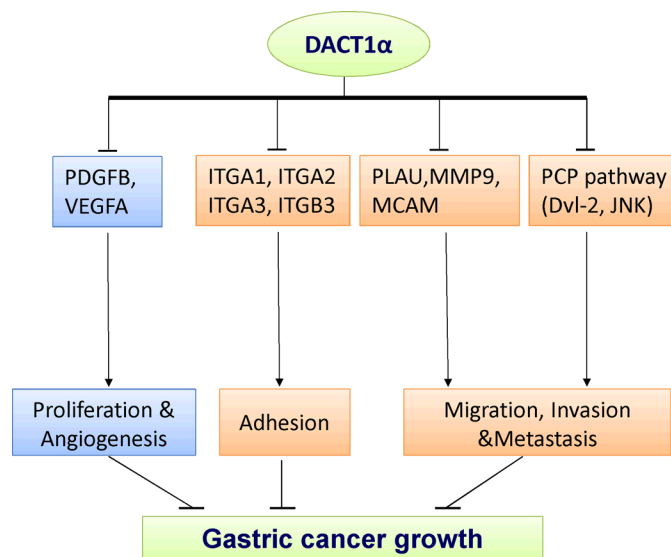 DACT1α
PDGFB,
VEGFA
ITGA1, ITGA2
ITGA3, ITGB3
PLAU,MMP9,
MCAM
PCP pathway
(Dvl-2, JNK)
Proliferation &
Angiogenesis
Adhesion
Migration, Invasion
&Metastasis
Gastric cancer growth